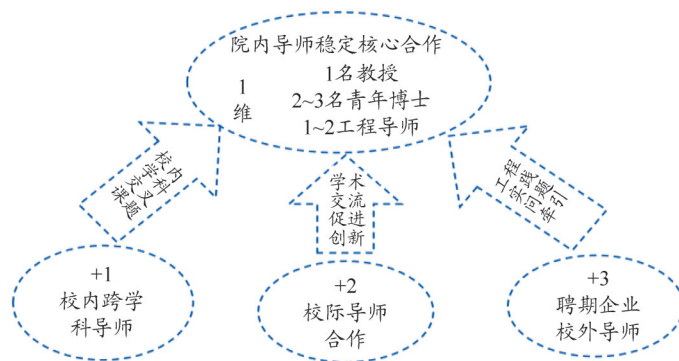 院内导师稳定核心合作
1
维
1名教授
2~3名青年博士
1~2工程导师
校内
学科
交叉
课题
学术
交流
促进
创新
工程
实践
问题
牵引
+1
校内跨学
科导师
+2
校际导师
合作
+3
聘期企业
校外导师